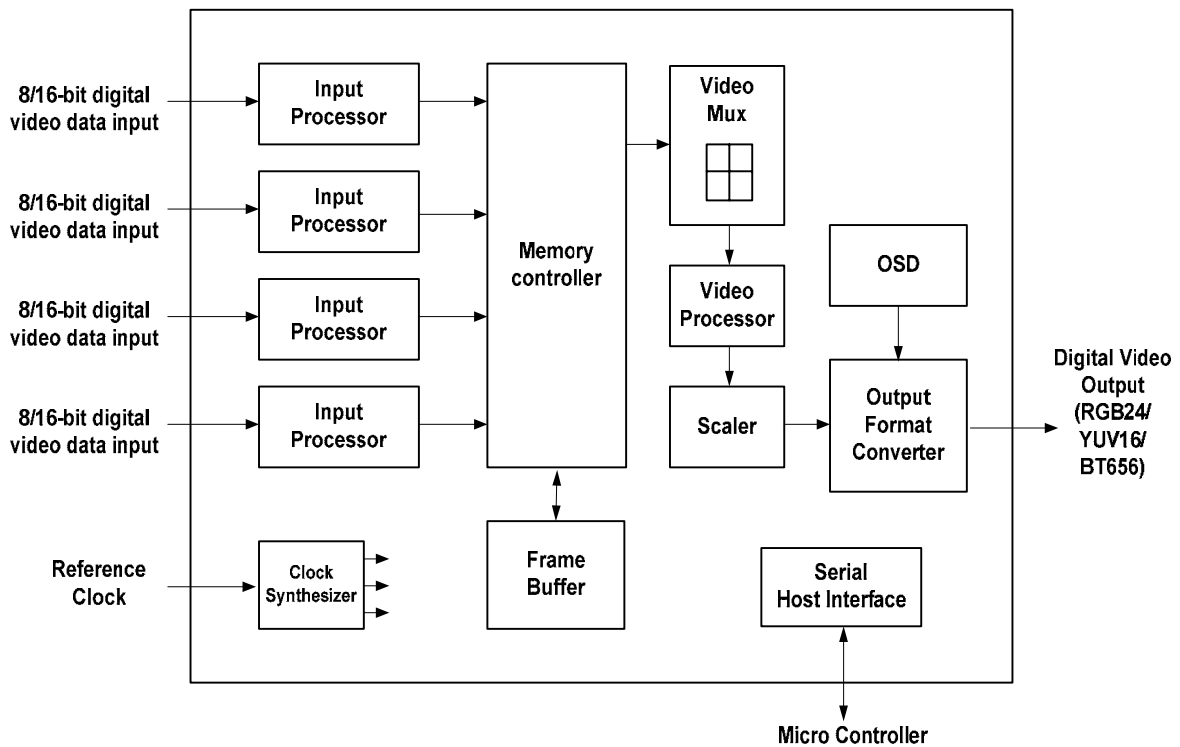 8/16-bit digital
video data input
Input
Processor
8/16-bit digital
video data input
Input
Processor
8/16-bit digital
video data input
Input
Processor
8/16-bit digital
video data input
Input
Processor
Memory
controller
Video
Mux
Video
Processor
Scaler
OSD
Output
Format
Converter
Digital Video
Output
(RGB24/
YUV16/
BT656)
Reference
Clock
Clock
Synthesizer
Frame
Buffer
Serial
Host Interface
Micro Controller